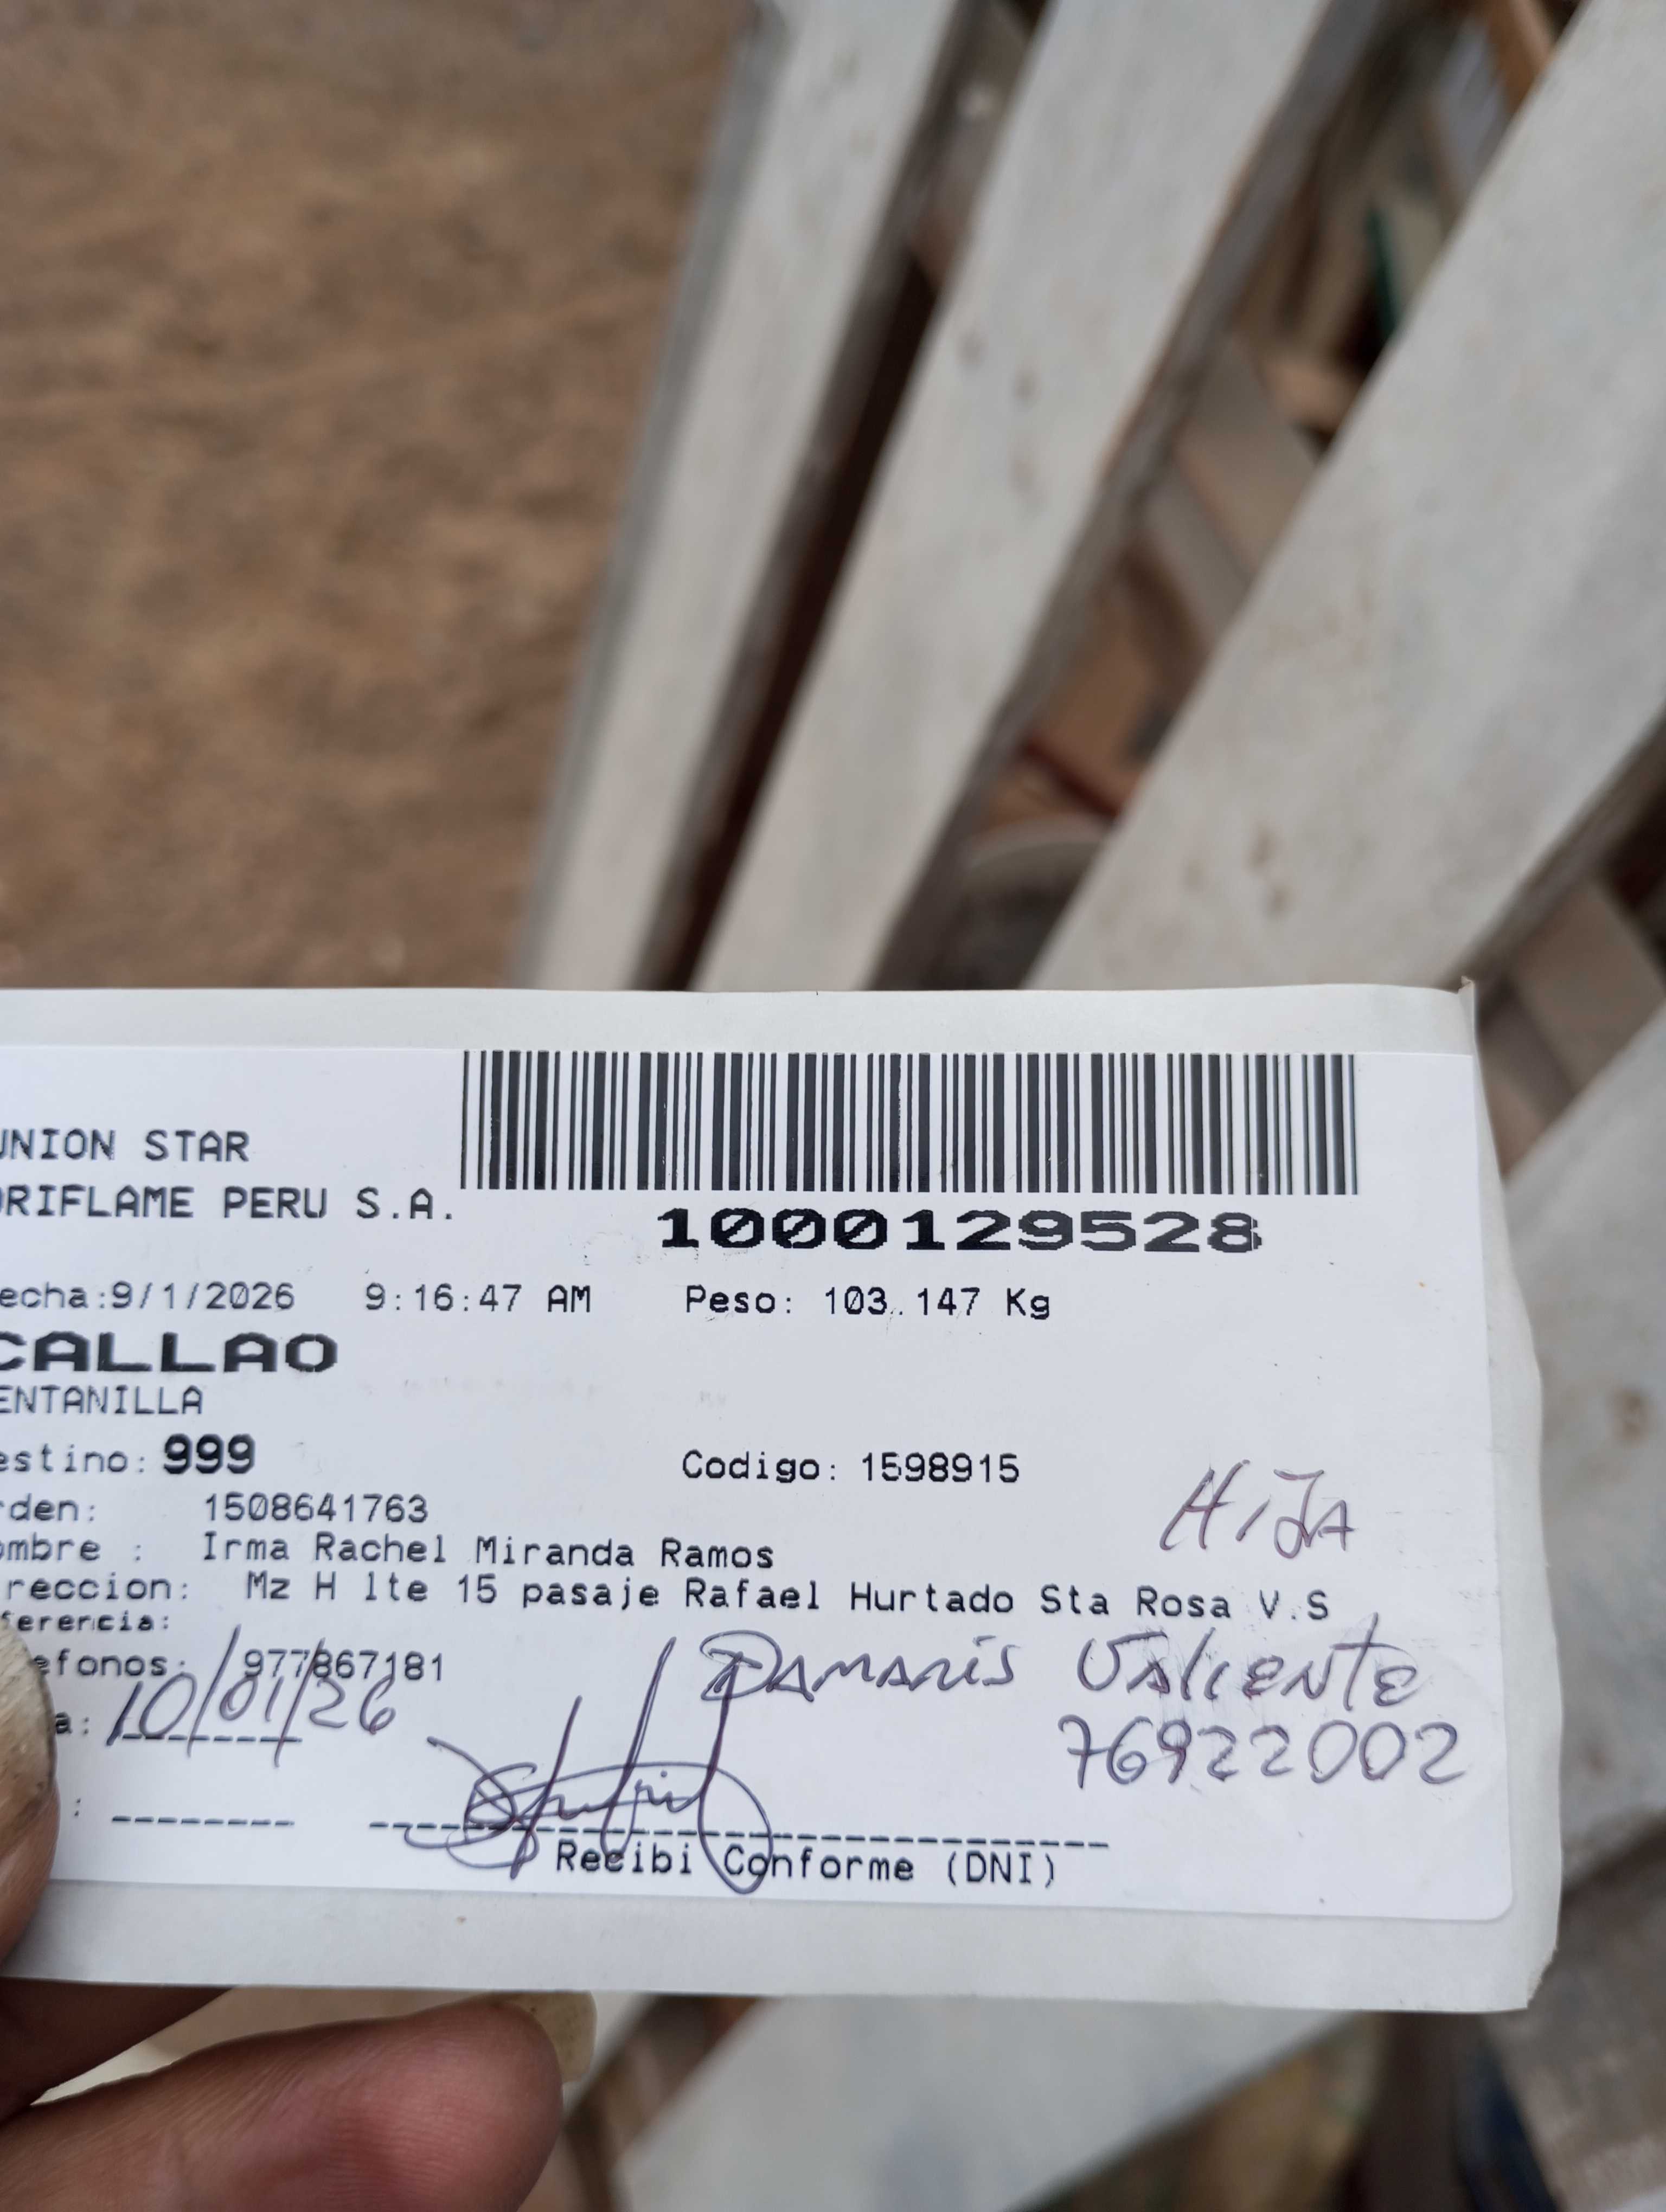 UNION STAR
ORIFLAME PERU S.A.
1000129528
echa:9/1/2026 9:16:47 AM Peso: 103.147 Kg
CALLAO
ENTANILLA
estino: 999 Codigo: 1598915
HIJA
rden: 1508641763
ombre : Irma Rachel Miranda Ramos
reccion: Mz H lte 15 pasaje Rafael Hurtado Sta Rosa V.S
ferencia:
efonos: 977867181
DAMARIS VALIENTE
a: 10/01/26
76922002
: --------
Recibi Conforme (DNI)